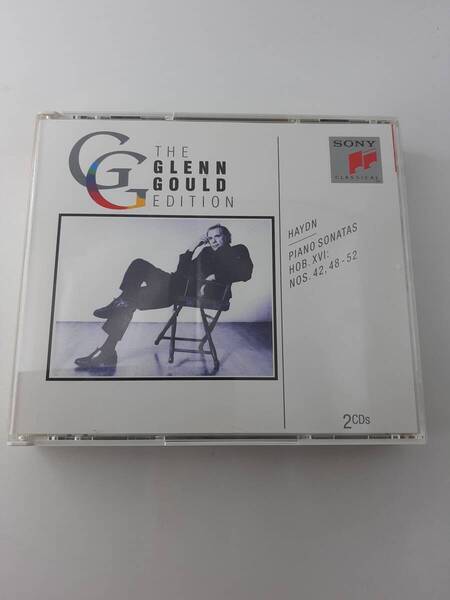 GG
THE
GLENN
GOULD
EDITION
SONY
CLASSICAL
HAYDN
PIANO SONATAS
HOB. XVI:
NOS. 42, 48-52
2CDs